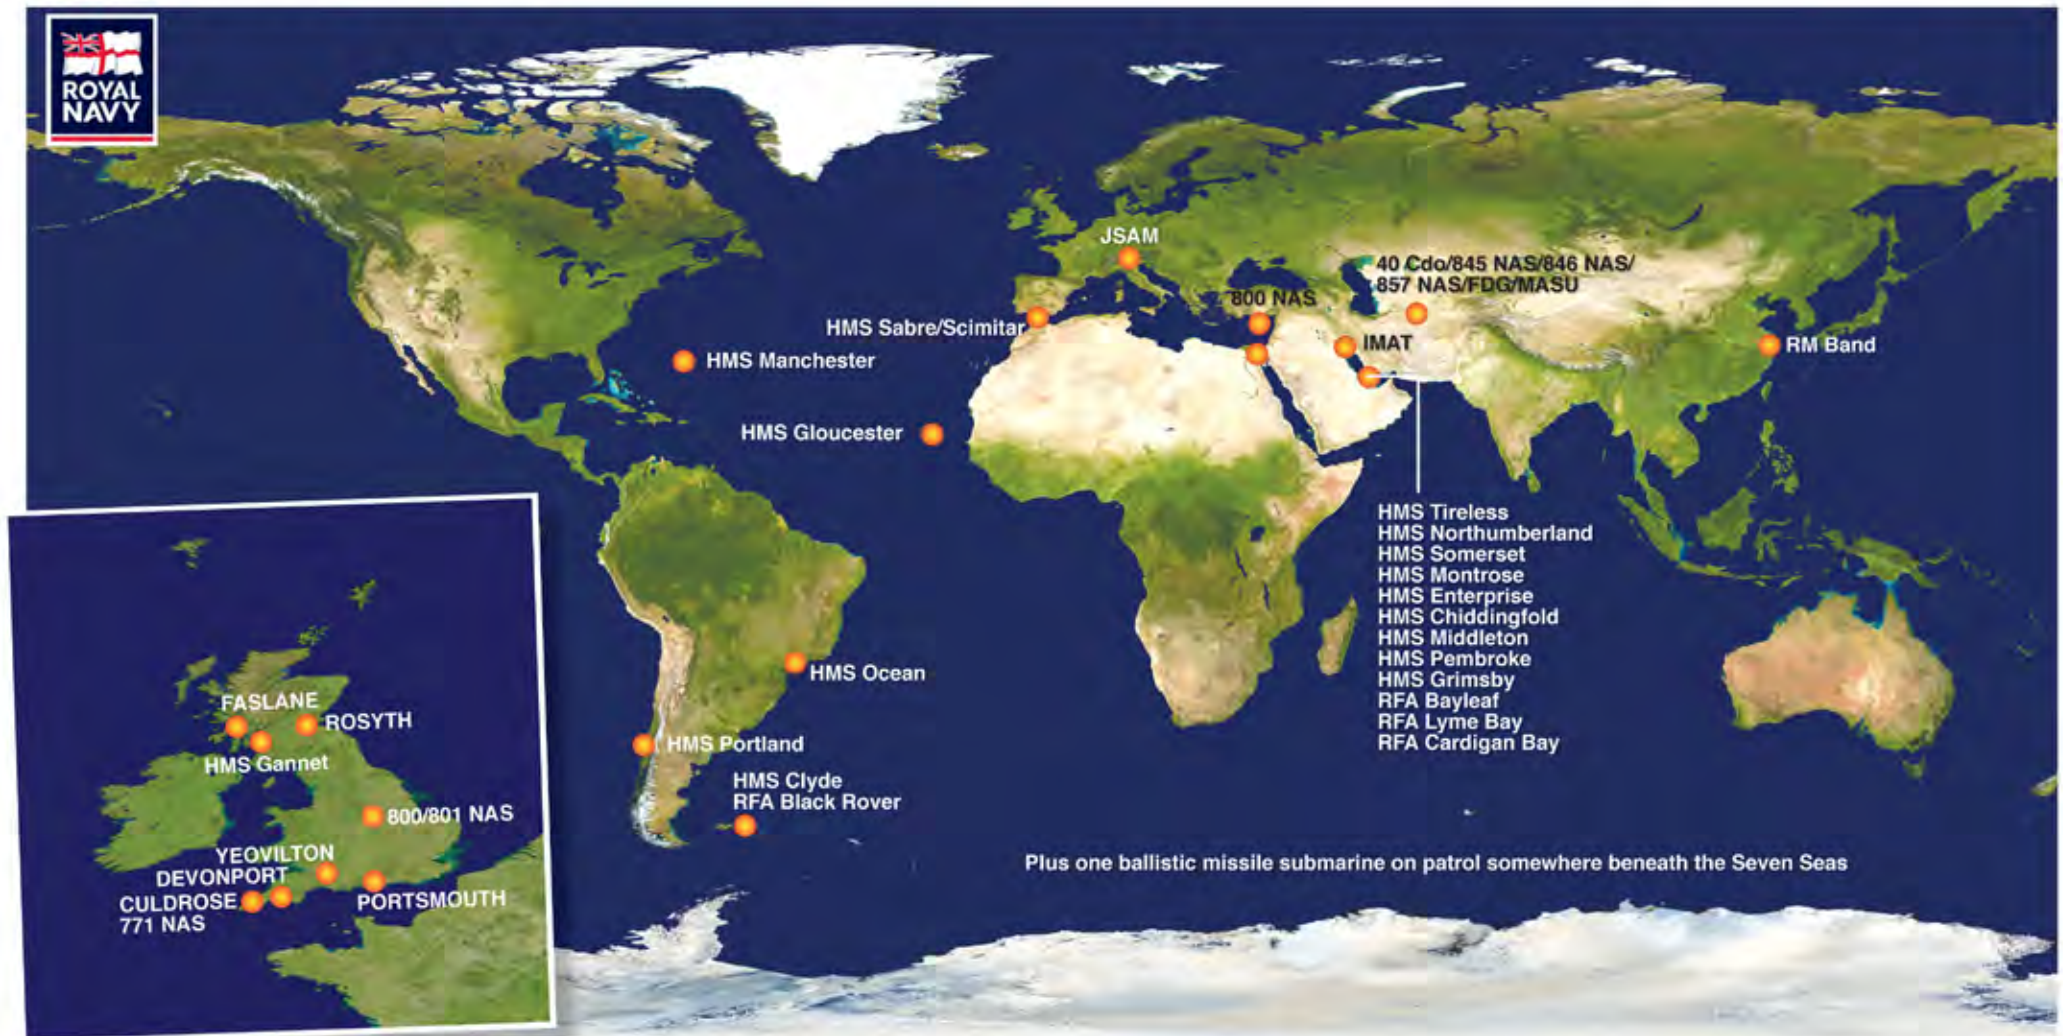 ROYAL
NAVY
JSAM
40 Cdo/845 NAS/846 NAS/
857 NAS/FDG/MASU
800 NAS
HMS Sabre/Scimitar
IMAT
RM Band
HMS Manchester
HMS Gloucester
HMS Tireless
HMS Northumberland
HMS Somerset
HMS Montrose
HMS Enterprise
HMS Chiddingfold
HMS Middleton
HMS Pembroke
HMS Grimsby
RFA Bayleaf
RFA Lyme Bay
RFA Cardigan Bay
HMS Ocean
HMS Portland
HMS Clyde
RFA Black Rover
Plus one ballistic missile submarine on patrol somewhere beneath the Seven Seas
FASLANE
ROSYTH
HMS Gannet
800/801 NAS
YEOVILTON
DEVONPORT
CULDROSE
771 NAS
PORTSMOUTH